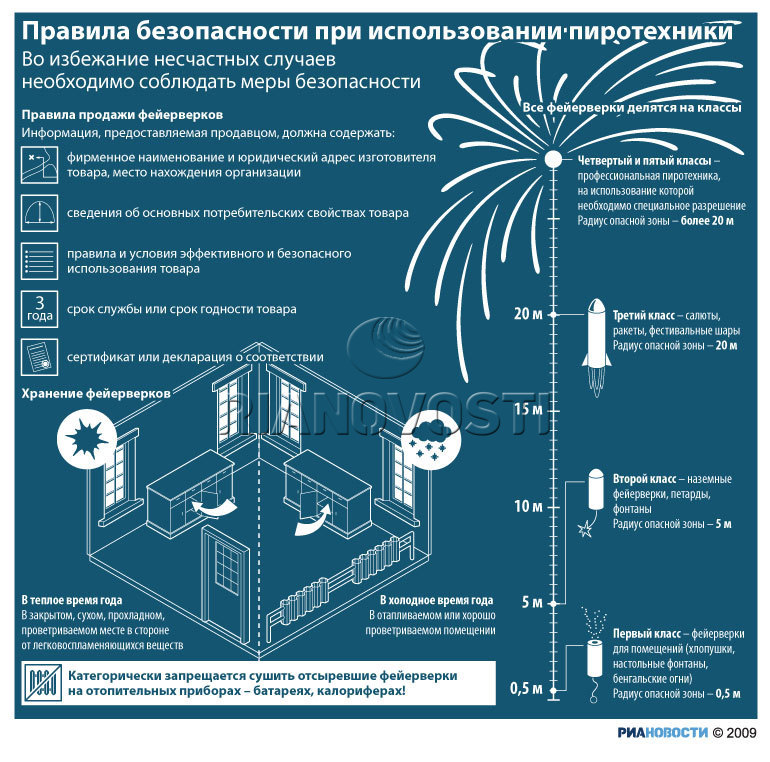 Правила безопасности при использовании пиротехники
Во избежание несчастных случаев
необходимо соблюдать меры безопасности
Правила продажи фейерверков
Информация, предоставляемая продавцом, должна содержать:
фирменное наименование и юридический адрес изготовителя
товара, место нахождения организации
сведения об основных потребительских свойствах товара
правила и условия эффективного и безопасного
использования товара
3
года
срок службы или срок годности товара
сертификат или декларация о соответствии
Хранение фейерверков
В теплое время года
В закрытом, сухом, прохладном,
проветриваемом месте в стороне
от легковоспламеняющихся веществ
В холодное время года
В отапливаемом или хорошо
проветриваемом помещении
Категорически запрещается сушить отсыревшие фейерверки
на отопительных приборах – батареях, калориферах!
Все фейерверки делятся на классы
Четвертый и пятый классы –
профессиональная пиротехника,
на использование которой
необходимо специальное разрешение
Радиус опасной зоны – более 20 м
20 м
Третий класс – салюты,
ракеты, фестивальные шары
Радиус опасной зоны – 20 м
15 м
Второй класс – наземные
фейерверки, петарды,
фонтаны
Радиус опасной зоны – 5 м
10 м
5 м
Первый класс – фейерверки
для помещений (хлопушки,
настольные фонтаны,
бенгальские огни)
Радиус опасной зоны – 0,5 м
0,5 м
RIANOVOSTI
РИАНОВОСТИ © 2009